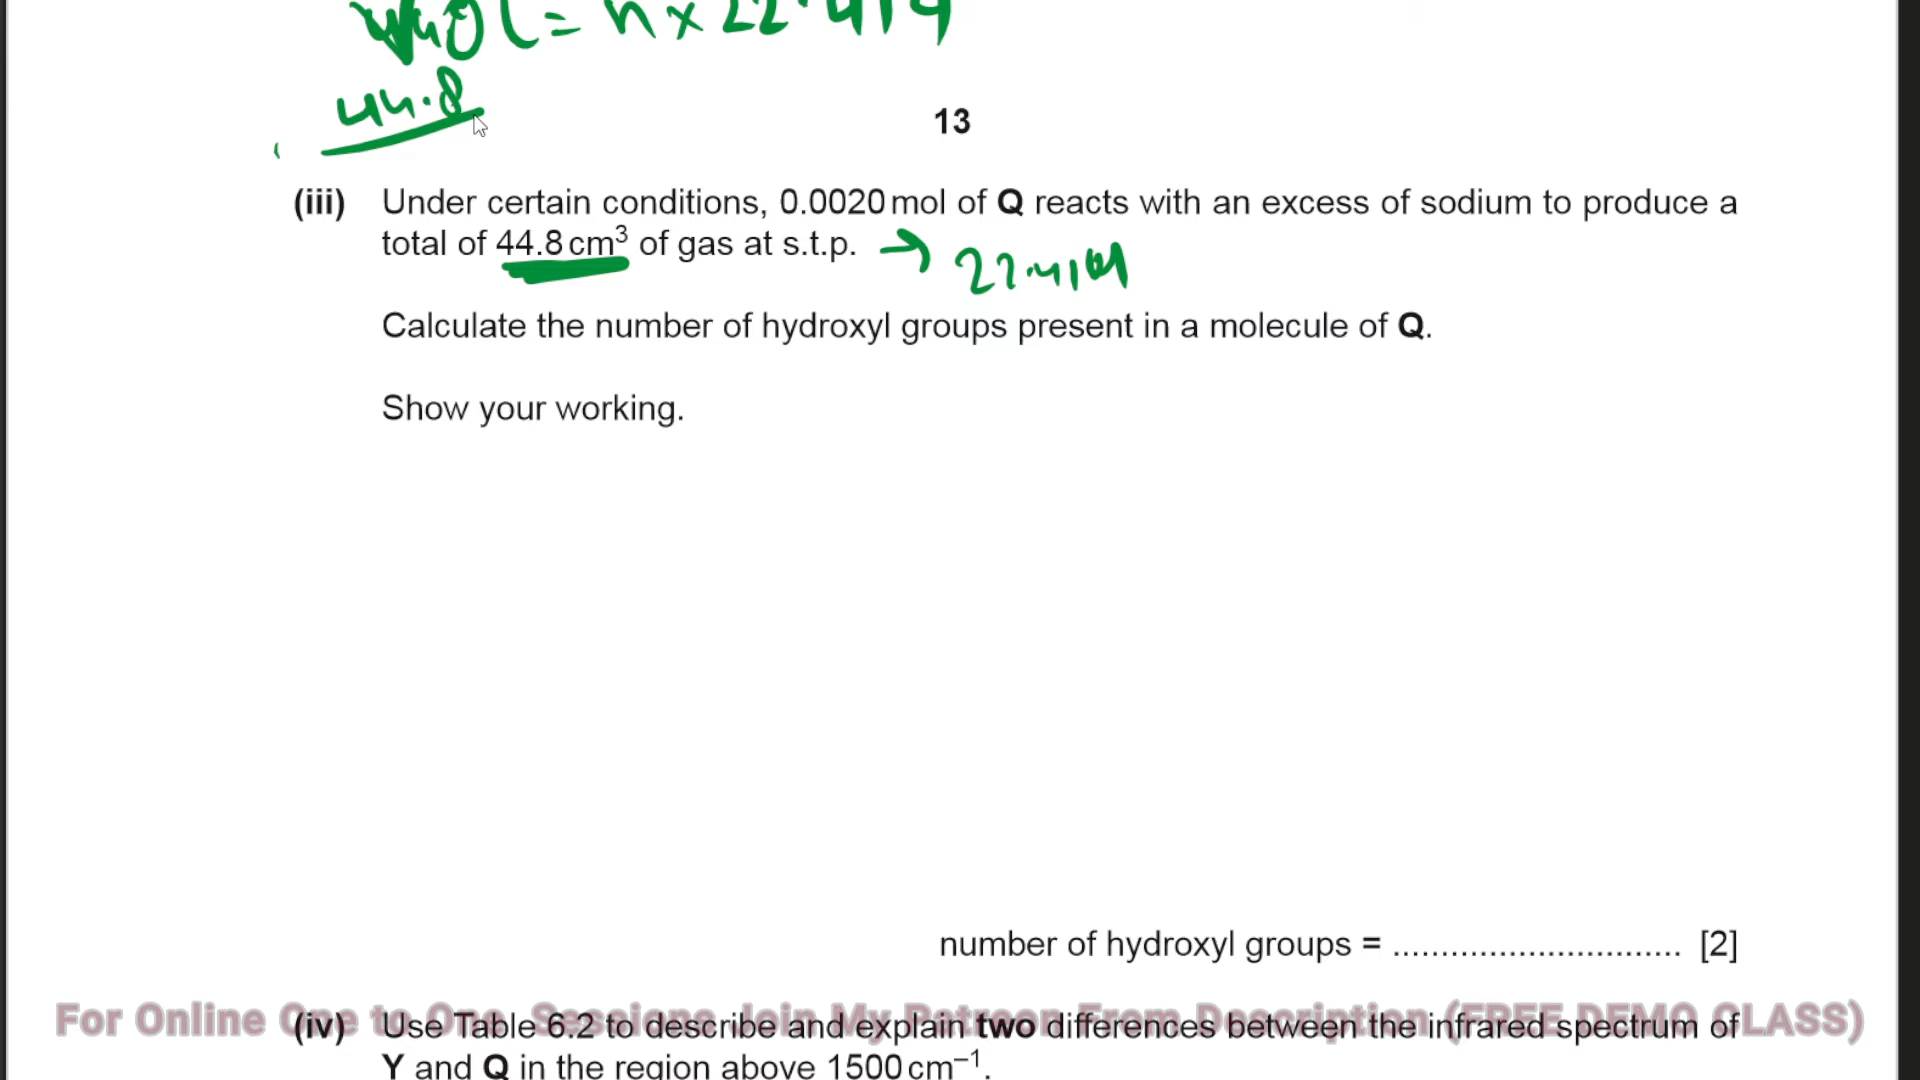 L = n x 22.414
44.8
13
(iii) Under certain conditions, 0.0020 mol of Q reacts with an excess of sodium to produce a
total of 44.8 cm³ of gas at s.t.p. → 22.414
Calculate the number of hydroxyl groups present in a molecule of Q.
Show your working.
number of hydroxyl groups = .............................. [2]
For Online One to One Sessions Join My Patreon From Description (FREE DEMO CLASS)
(iv) Use Table 6.2 to describe and explain two differences between the infrared spectrum of
Y and Q in the region above 1500 cm⁻¹.